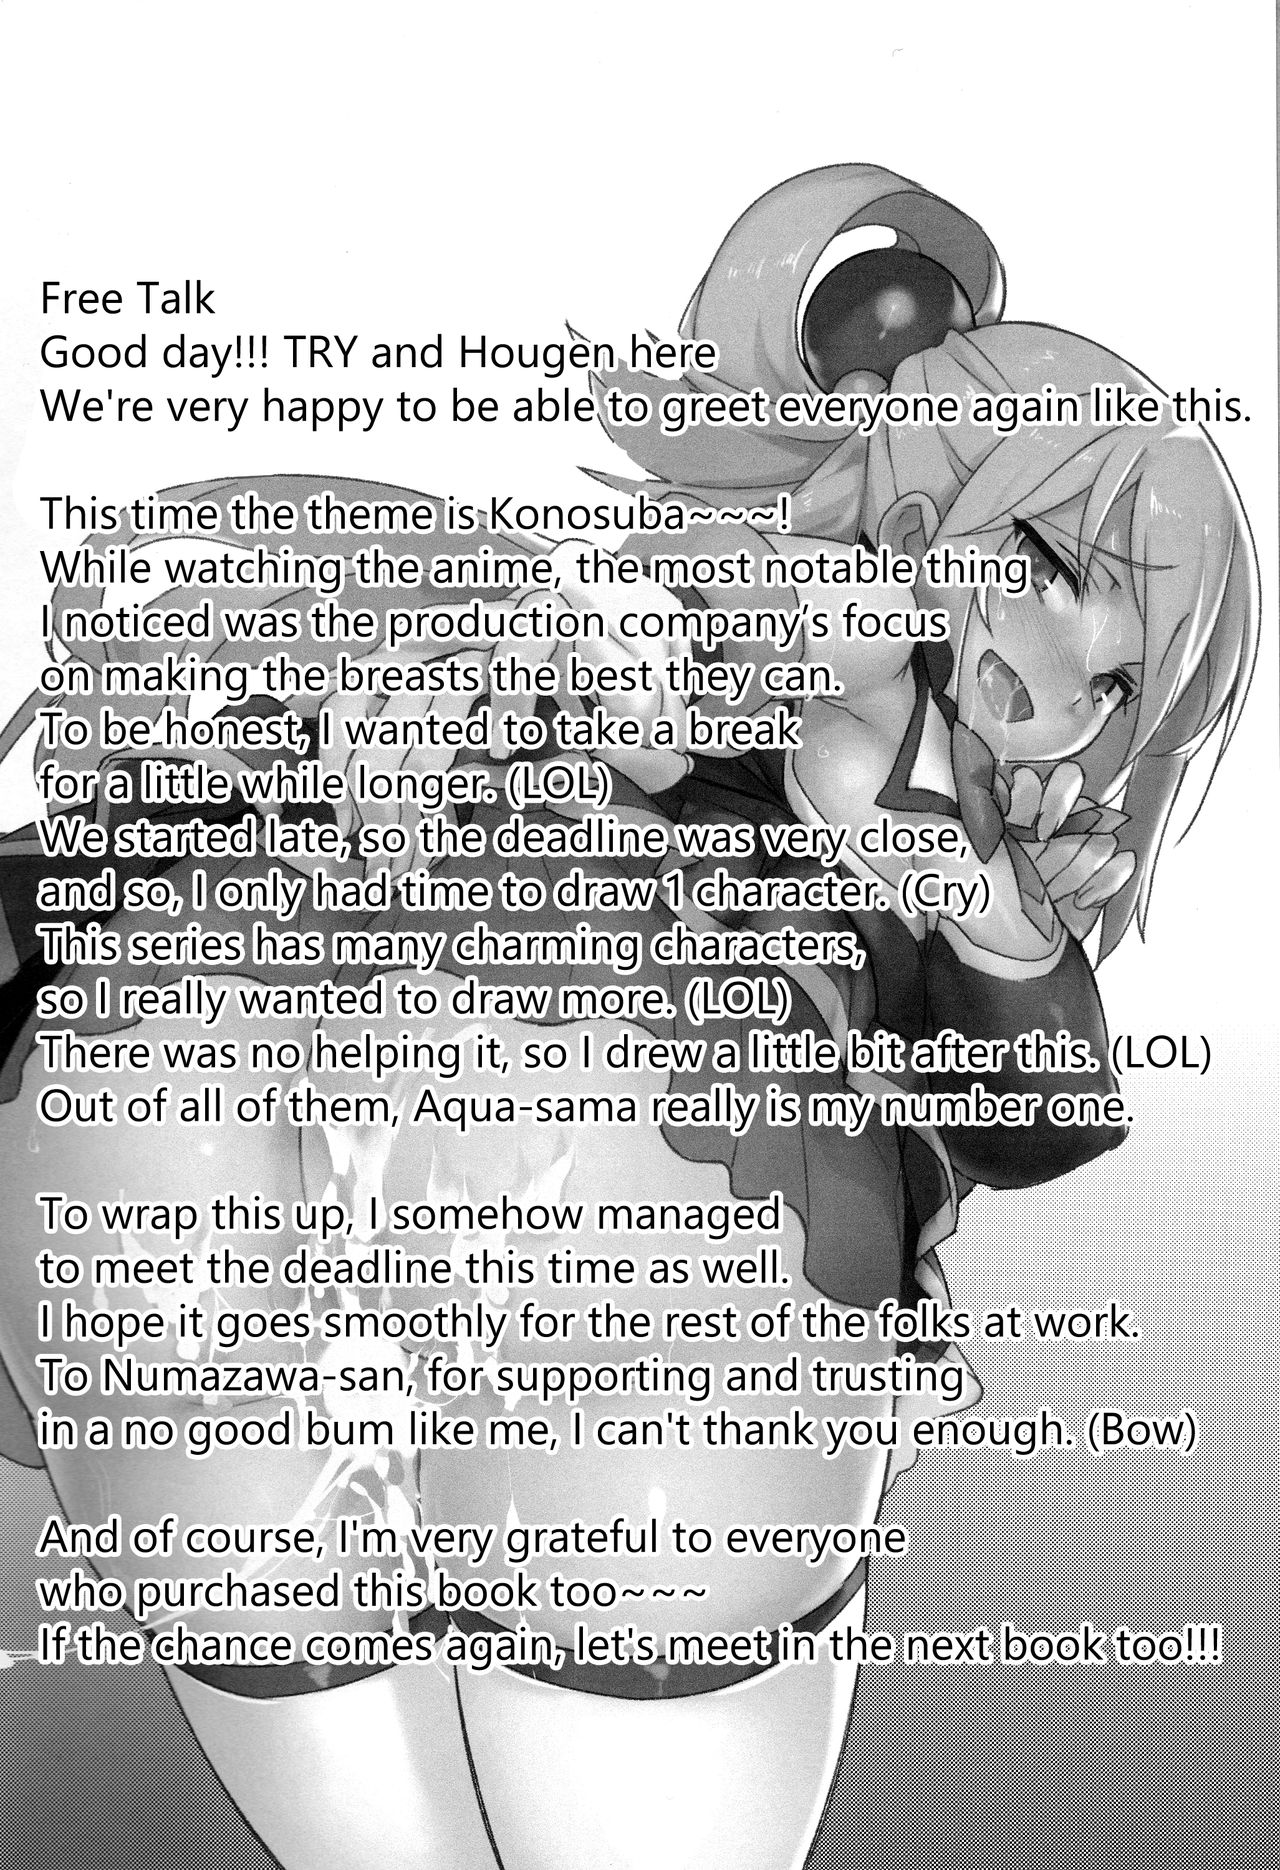 Free Talk
Good day!!! TRY and Hougen here
We're very happy to be able to greet everyone again like this.
This time the theme is Konosuba~~~!
While watching the anime, the most notable thing
I noticed was the production company’s focus
on making the breasts the best they can.
To be honest, I wanted to take a break
for a little while longer. (LOL)
We started late, so the deadline was very close,
and so, I only had time to draw 1 character. (Cry)
This series has many charming characters,
so I really wanted to draw more. (LOL)
There was no helping it, so I drew a little bit after this. (LOL)
Out of all of them, Aqua-sama really is my number one.
To wrap this up, I somehow managed
to meet the deadline this time as well.
I hope it goes smoothly for the rest of the folks at work.
To Numazawa-san, for supporting and trusting
in a no good bum like me, I can't thank you enough. (Bow)
And of course, I'm very grateful to everyone
who purchased this book too~~~
If the chance comes again, let's meet in the next book too!!!